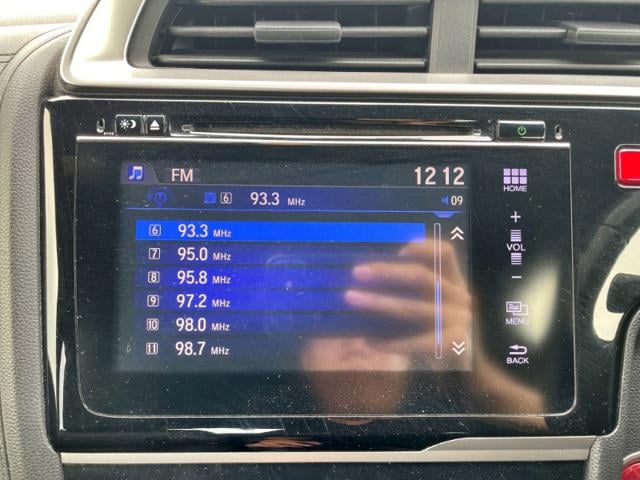 FM 12 12
6 93.3 MHz 09
6 93.3 MHz
7 95.0 MHz
8 95.8 MHz
9 97.2 MHz
10 98.0 MHz
11 98.7 MHz
HOME
+
VOL
−
MENU
BACK